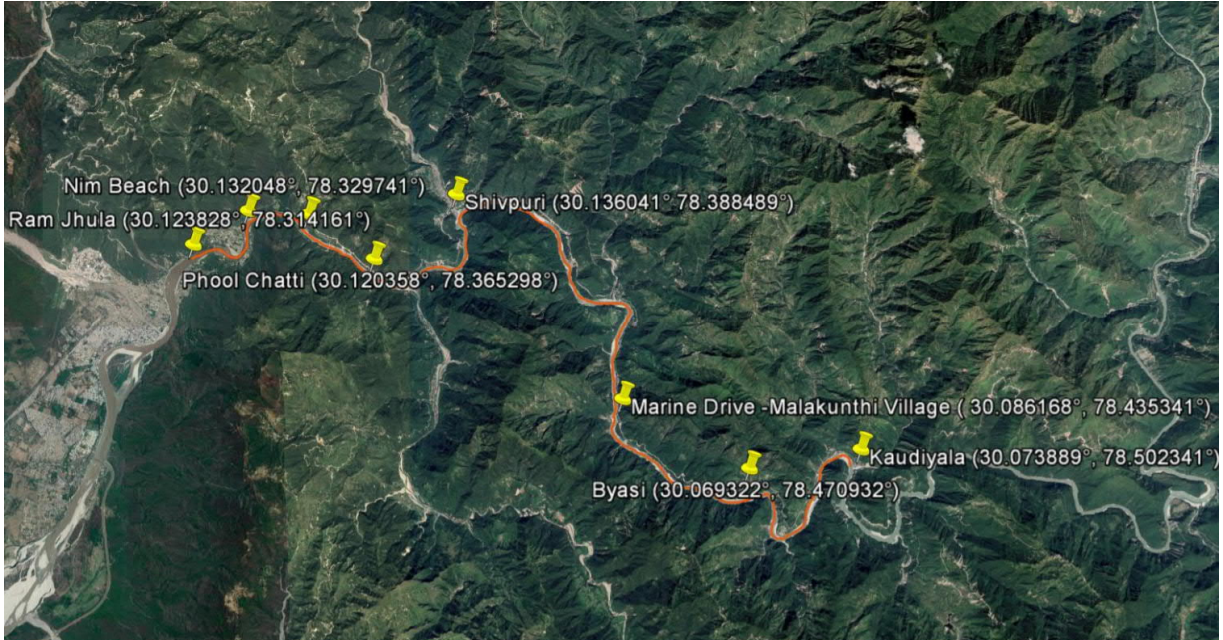 Nim Beach (30.132048°, 78.329741°)
Shivpuri (30.136041° 78.388489°)
Ram Jhula (30.123828°, 78.314161°)
Phool Chatti (30.120358°, 78.365298°)
Marine Drive -Malakunthi Village ( 30.086168°, 78.435341°)
Kaudiyala (30.073889°, 78.502341°)
Byasi (30.069322°, 78.470932°)